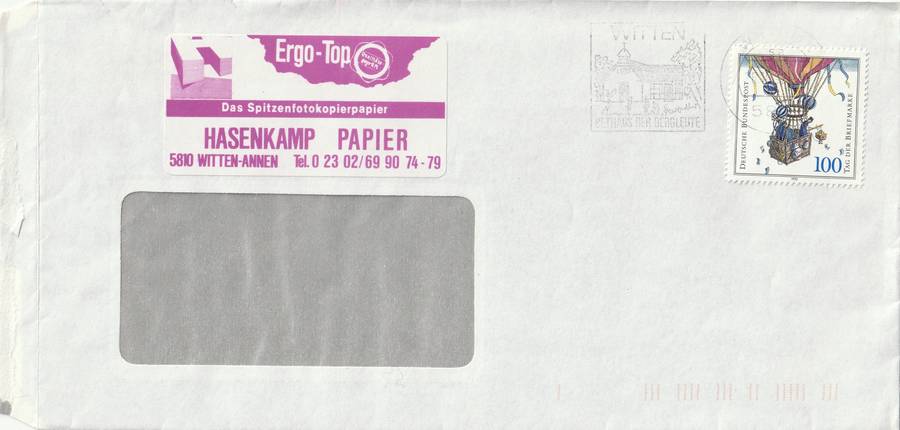 Ergo-Top
Das Spitzenfotokopierpapier
HASENKAMP PAPIER
5810 WITTEN-ANNEN Tel. 0 23 02/69 90 74-79
WITTEN
BETHAUS DER BERGLEUTE
DEUTSCHE BUNDESPOST
100
TAG DER BRIEFMARKE